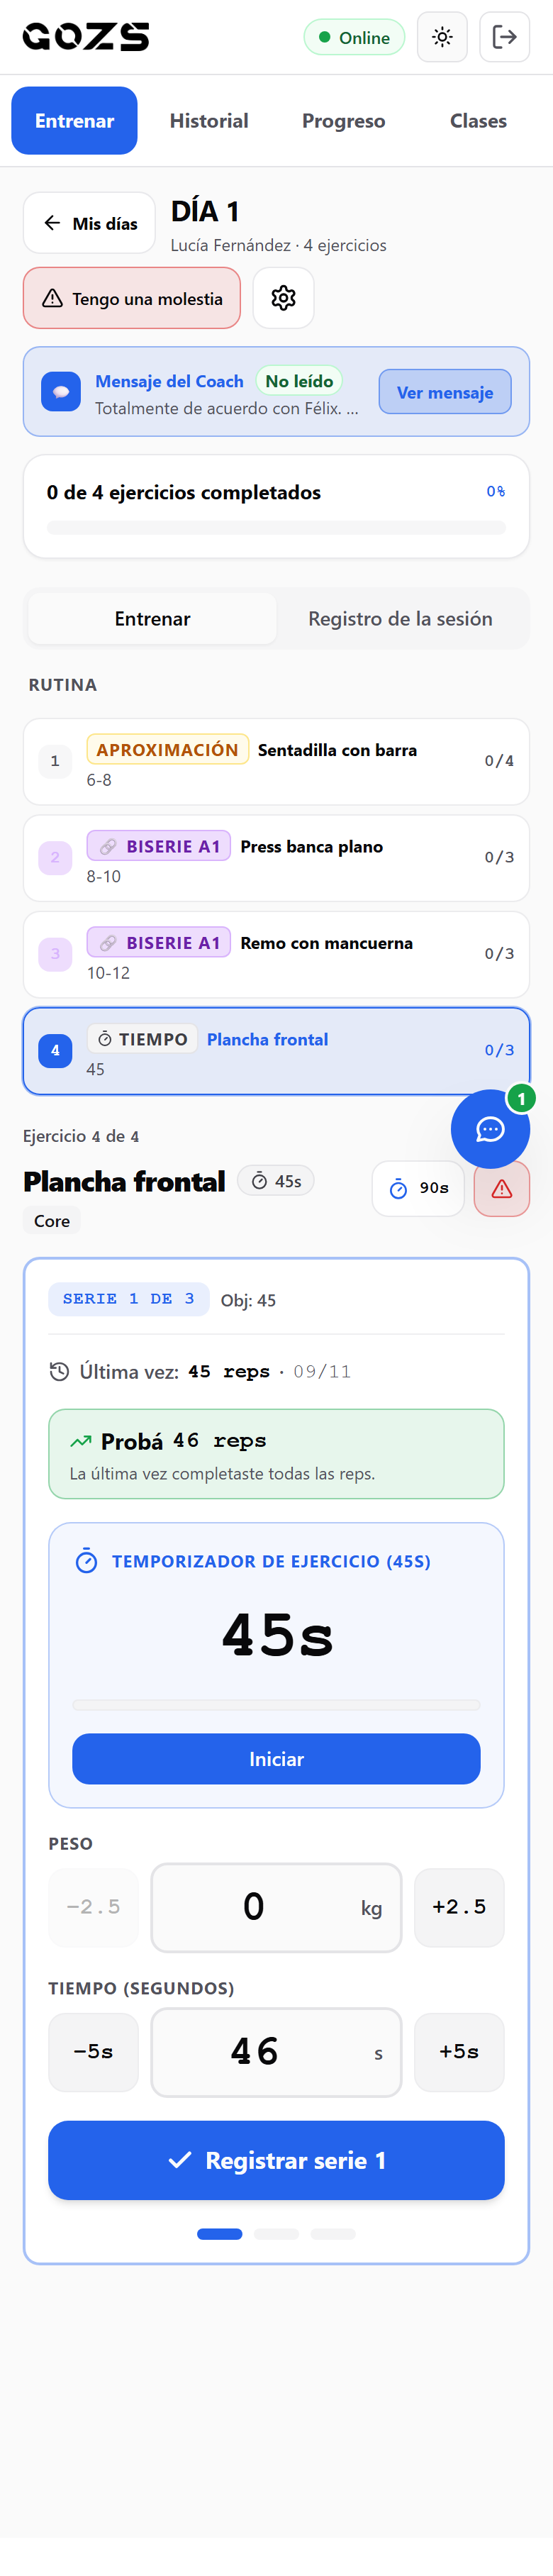 GOZS
Online
Entrenar
Historial
Progreso
Clases
Mis días
DÍA 1
Lucía Fernández · 4 ejercicios
Tengo una molestia
Mensaje del Coach
No leído
Totalmente de acuerdo con Félix. ...
Ver mensaje
0 de 4 ejercicios completados
0%
Entrenar
Registro de la sesión
RUTINA
1
APROXIMACIÓN
Sentadilla con barra
6-8
0/4
2
BISERIE A1
Press banca plano
8-10
0/3
3
BISERIE A1
Remo con mancuerna
10-12
0/3
4
TIEMPO
Plancha frontal
45
0/3
1
Ejercicio 4 de 4
Plancha frontal
45s
90s
Core
SERIE 1 DE 3
Obj: 45
Última vez: 45 reps · 09/11
Probá 46 reps
La última vez completaste todas las reps.
TEMPORIZADOR DE EJERCICIO (45S)
45s
Iniciar
PESO
−2.5
0
kg
+2.5
TIEMPO (SEGUNDOS)
−5s
46
s
+5s
Registrar serie 1